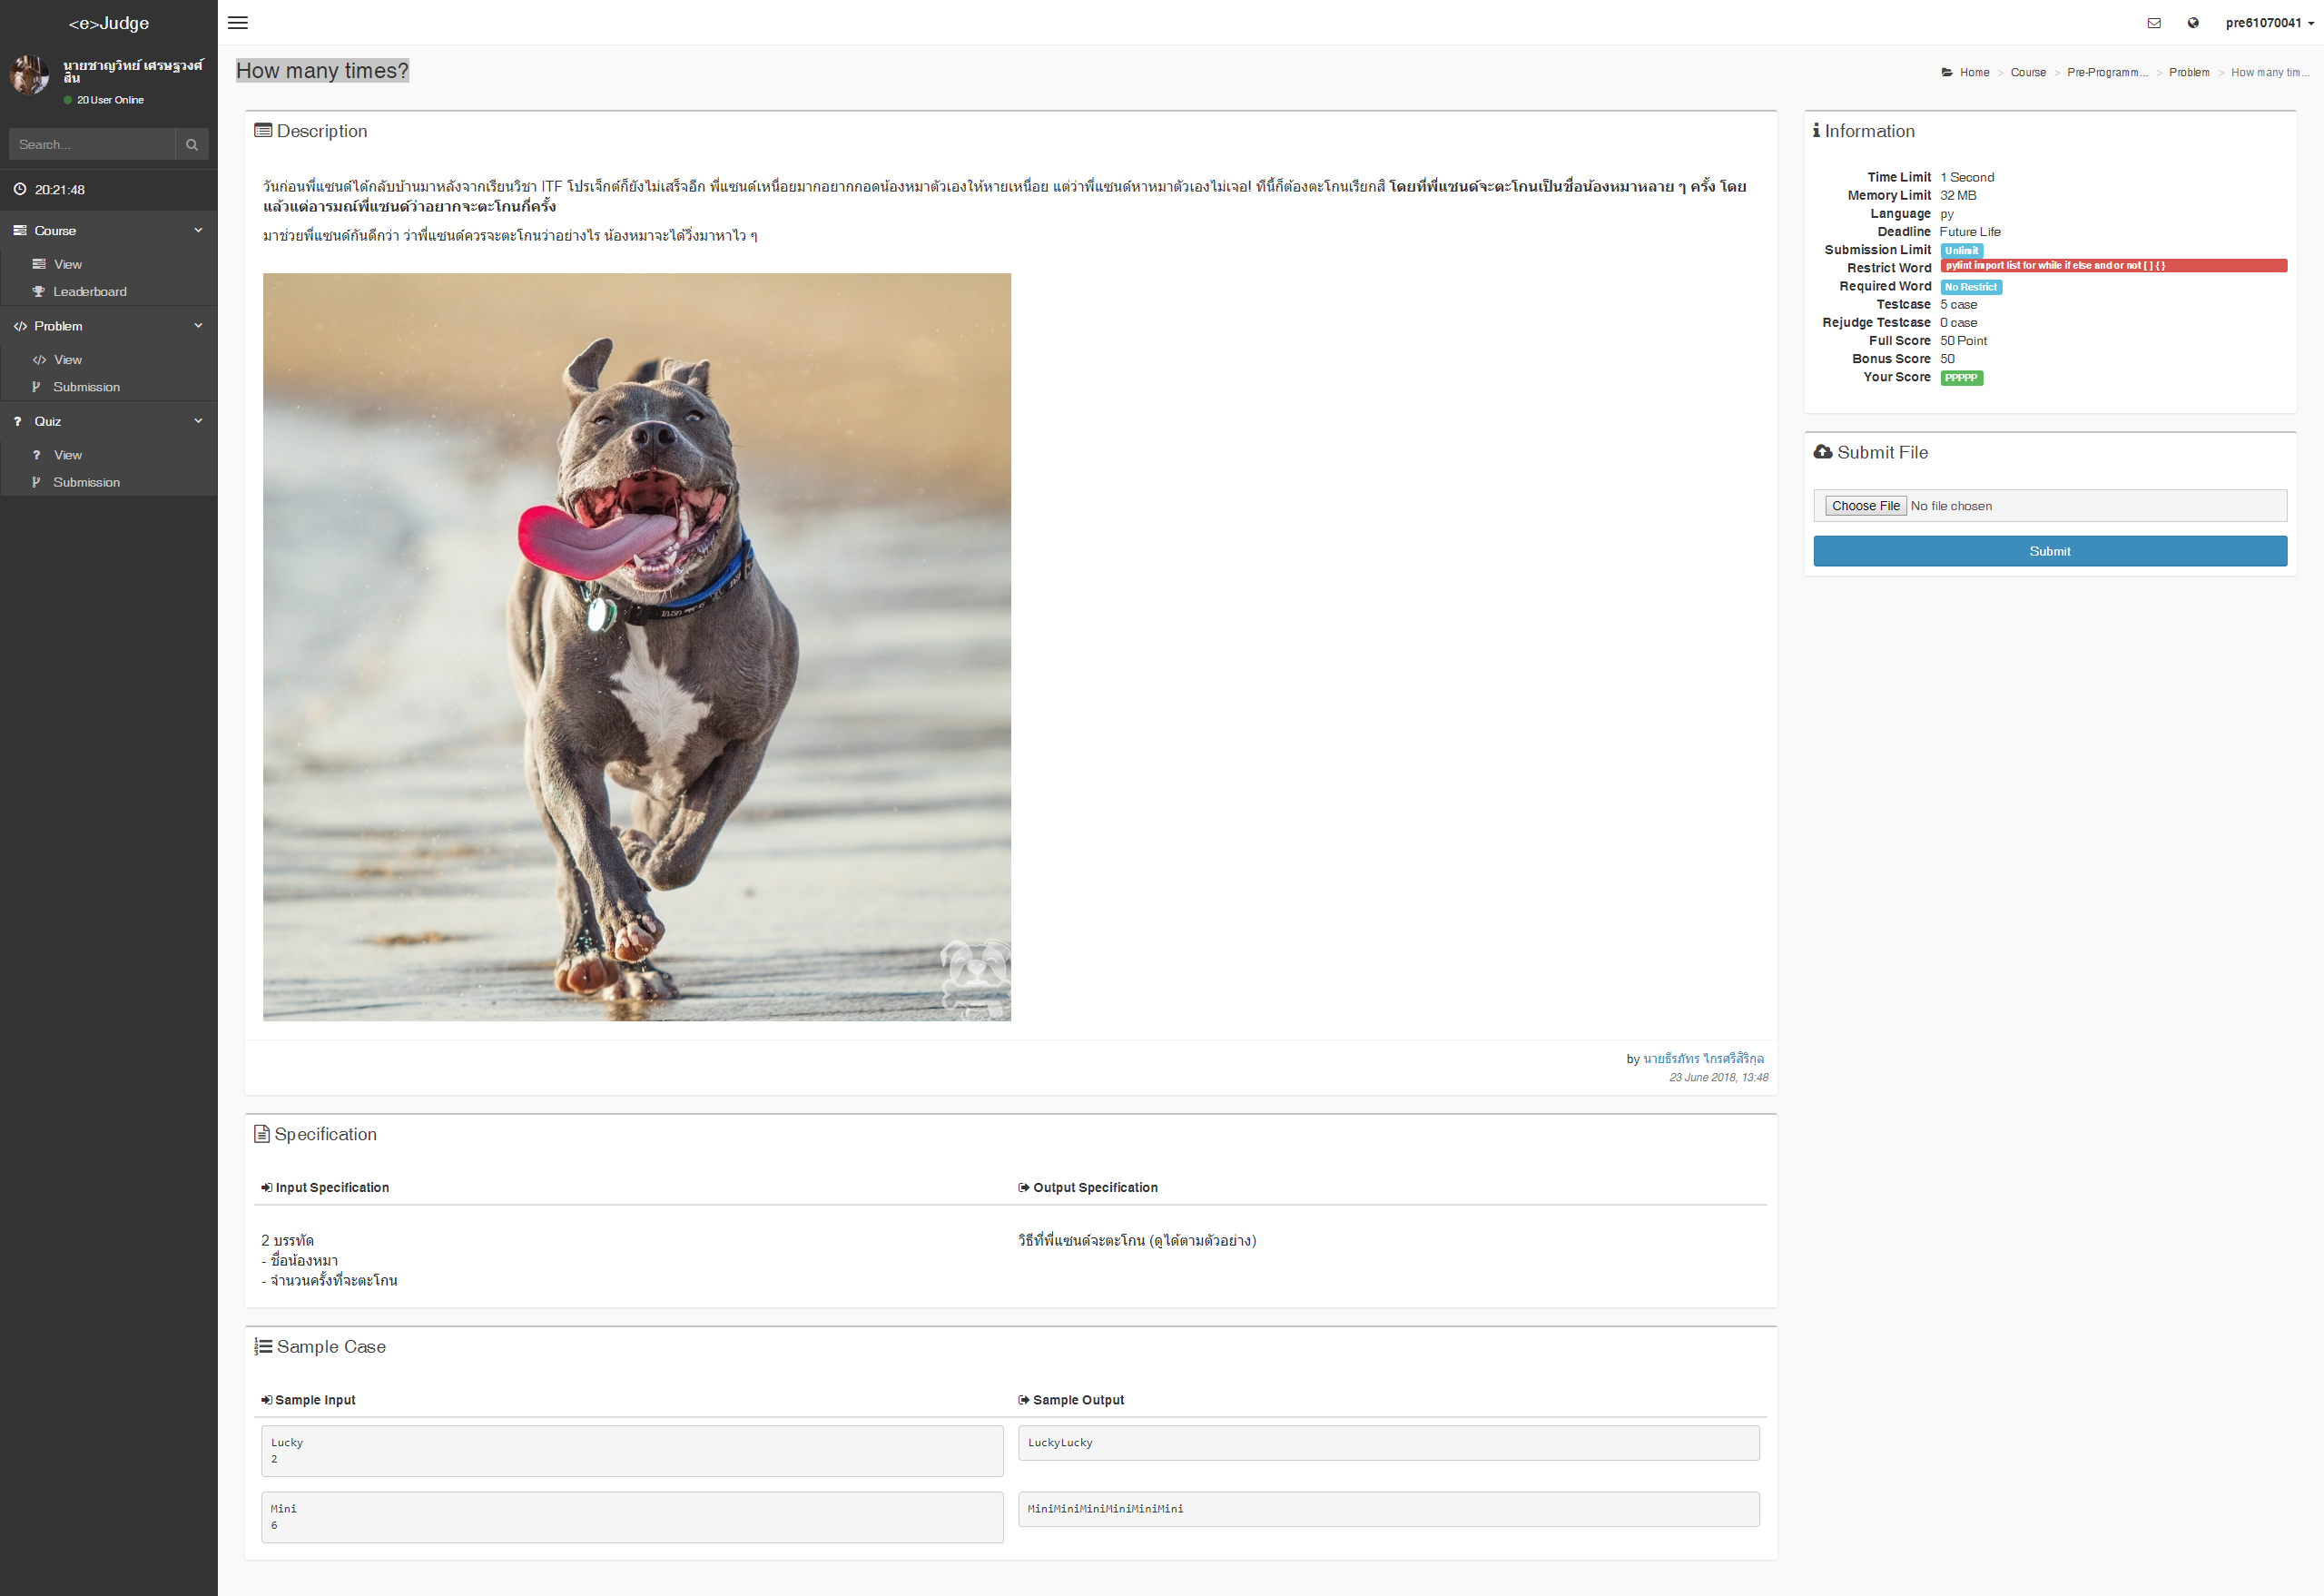 <e>Judge
pre61070041
นายชาญวิทย์ เศรษฐวงศ์
สิน
20 User Online
Search...
20:21:48
Course
View
Leaderboard
Problem
View
Submission
Quiz
View
Submission
How many times?
Home > Course > Pre-Programm... > Problem > How many tim...
Description
วันก่อนพี่แซนด์ได้กลับบ้านมาหลังจากเรียนวิชา ITF โปรเจ็กต์ก็ยังไม่เสร็จอีก พี่แซนด์เหนื่อยมากอยากกอดน้องหมาตัวเองให้หายเหนื่อย แต่ว่าพี่แซนด์หาหมาตัวเองไม่เจอ! ทีนี้ก็ต้องตะโกนเรียกสิ โดยที่พี่แซนด์จะตะโกนเป็นชื่อน้องหมาหลาย ๆ ครั้ง โดย
แล้วแต่อารมณ์พี่แซนด์ว่าอยากจะตะโกนกี่ครั้ง
มาช่วยพี่แซนด์กันดีกว่า ว่าพี่แซนด์ควรจะตะโกนว่าอย่างไร น้องหมาจะได้วิ่งมาหาไว ๆ
by นายธีรภัทร ไกรศรีสิริกุล
23 June 2018, 13:48
Specification
Input Specification
Output Specification
2 บรรทัด
- ชื่อน้องหมา
- จำนวนครั้งที่จะตะโกน
วิธีที่พี่แซนด์จะตะโกน (ดูได้ตามตัวอย่าง)
Sample Case
Sample Input
Sample Output
Lucky
2
LuckyLucky
Mini
6
MiniMiniMiniMiniMiniMini
Information
Time Limit 1 Second
Memory Limit 32 MB
Language py
Deadline Future Life
Submission Limit Unlimit
Restrict Word pylint import list for while if else and or not [ ] { }
Required Word No Restrict
Testcase 5 case
Rejudge Testcase 0 case
Full Score 50 Point
Bonus Score 50
Your Score PPPPP
Submit File
Choose File No file chosen
Submit